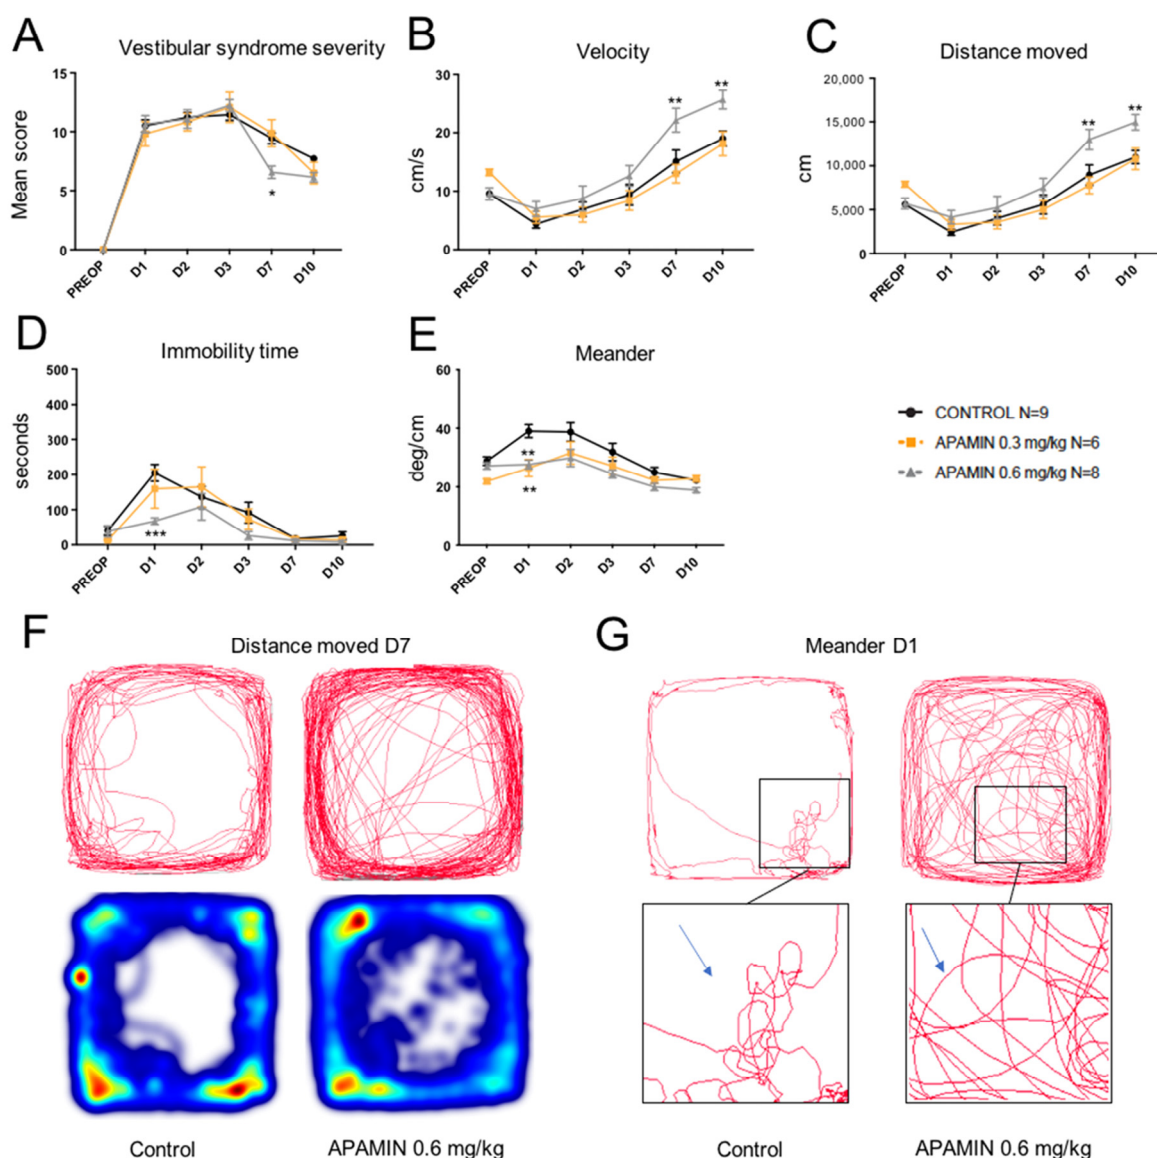 A
Vestibular syndrome severity
Mean score
15
10
5
0
PREOP
D1
D2
D3
D7
D10
*
B
Velocity
cm/s
30
20
10
0
PREOP
D1
D2
D3
D7
D10
**
**
C
Distance moved
cm
20,000
15,000
10,000
5,000
0
PREOP
D1
D2
D3
D7
D10
**
**
D
Immobility time
seconds
500
400
300
200
100
0
PREOP
D1
D2
D3
D7
D10
***
E
Meander
deg/cm
60
40
20
0
PREOP
D1
D2
D3
D7
D10
**
**
CONTROL N=9
APAMIN 0.3 mg/kg N=6
APAMIN 0.6 mg/kg N=8
F
Distance moved D7
Control
APAMIN 0.6 mg/kg
G
Meander D1
Control
APAMIN 0.6 mg/kg